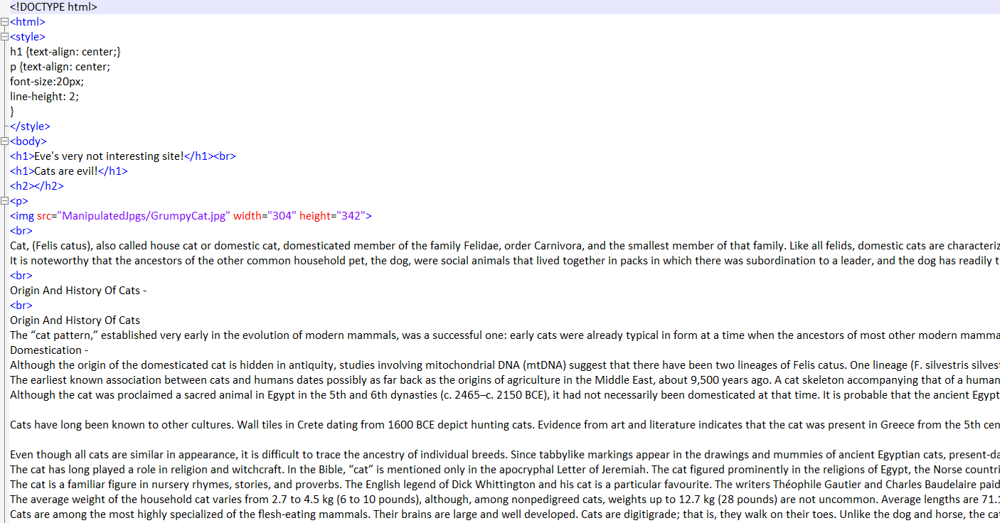 <!DOCTYPE html>
<html>
<style>
h1 {text-align: center;}
p {text-align: center;
font-size:20px;
line-height: 2;
}
</style>
<body>
<h1>Eve's very not interesting site!</h1><br>
<h1>Cats are evil!</h1>
<h2></h2>
<p>
<img src="ManipulatedJpgs/GrumpyCat.jpg" width="304" height="342">
<br>
Cat, (Felis catus), also called house cat or domestic cat, domesticated member of the family Felidae, order Carnivora, and the smallest member of that family. Like all felids, domestic cats are characteriz
It is noteworthy that the ancestors of the other common household pet, the dog, were social animals that lived together in packs in which there was subordination to a leader, and the dog has readily t
<br>
Origin And History Of Cats -
<br>
Origin And History Of Cats
The “cat pattern,” established very early in the evolution of modern mammals, was a successful one: early cats were already typical in form at a time when the ancestors of most other modern mamma
Domestication -
Although the origin of the domesticated cat is hidden in antiquity, studies involving mitochondrial DNA (mtDNA) suggest that there have been two lineages of Felis catus. One lineage (F. silvestris silves
The earliest known association between cats and humans dates possibly as far back as the origins of agriculture in the Middle East, about 9,500 years ago. A cat skeleton accompanying that of a human
Although the cat was proclaimed a sacred animal in Egypt in the 5th and 6th dynasties (c. 2465–c. 2150 BCE), it had not necessarily been domesticated at that time. It is probable that the ancient Egypt
Cats have long been known to other cultures. Wall tiles in Crete dating from 1600 BCE depict hunting cats. Evidence from art and literature indicates that the cat was present in Greece from the 5th cen
Even though all cats are similar in appearance, it is difficult to trace the ancestry of individual breeds. Since tabbylike markings appear in the drawings and mummies of ancient Egyptian cats, present-da
The cat has long played a role in religion and witchcraft. In the Bible, “cat” is mentioned only in the apocryphal Letter of Jeremiah. The cat figured prominently in the religions of Egypt, the Norse countri
The cat is a familiar figure in nursery rhymes, stories, and proverbs. The English legend of Dick Whittington and his cat is a particular favourite. The writers Théophile Gautier and Charles Baudelaire paid
The average weight of the household cat varies from 2.7 to 4.5 kg (6 to 10 pounds), although, among nonpedigreed cats, weights up to 12.7 kg (28 pounds) are not uncommon. Average lengths are 71.1
Cats are among the most highly specialized of the flesh-eating mammals. Their brains are large and well developed. Cats are digitigrade; that is, they walk on their toes. Unlike the dog and horse, the ca